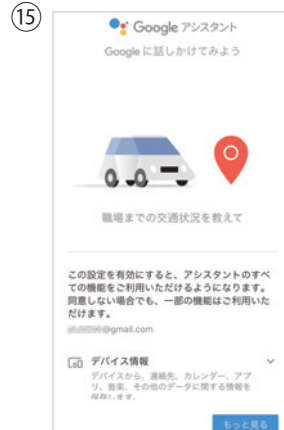 ⑮
Google アシスタント
Google に話しかけてみよう
職場までの交通状況を教えて
この設定を有効にすると、アシスタントのすべ
ての機能をご利用いただけるようになります。
同意しない場合でも、一部の機能はご利用いた
だけます。
@gmail.com
デバイス情報
デバイスから、連絡先、カレンダー、アプ
リ、音楽、その他のデータに関する情報を
保存します。
もっと見る